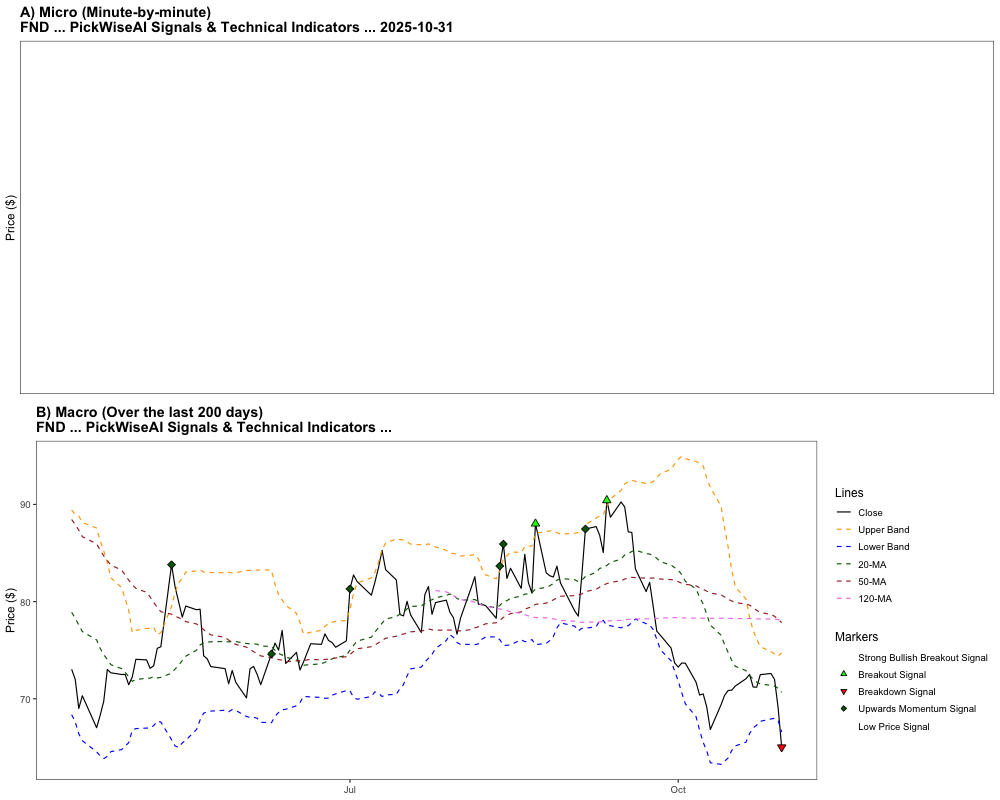 A) Micro (Minute-by-minute)
FND ... PickWiseAI Signals & Technical Indicators ... 2025-10-31
Price ($)
B) Macro (Over the last 200 days)
FND ... PickWiseAI Signals & Technical Indicators ...
Price ($)
90
80
70
Jul
Oct
Lines
Close
Upper Band
Lower Band
20-MA
50-MA
120-MA
Markers
Strong Bullish Breakout Signal
Breakout Signal
Breakdown Signal
Upwards Momentum Signal
Low Price Signal